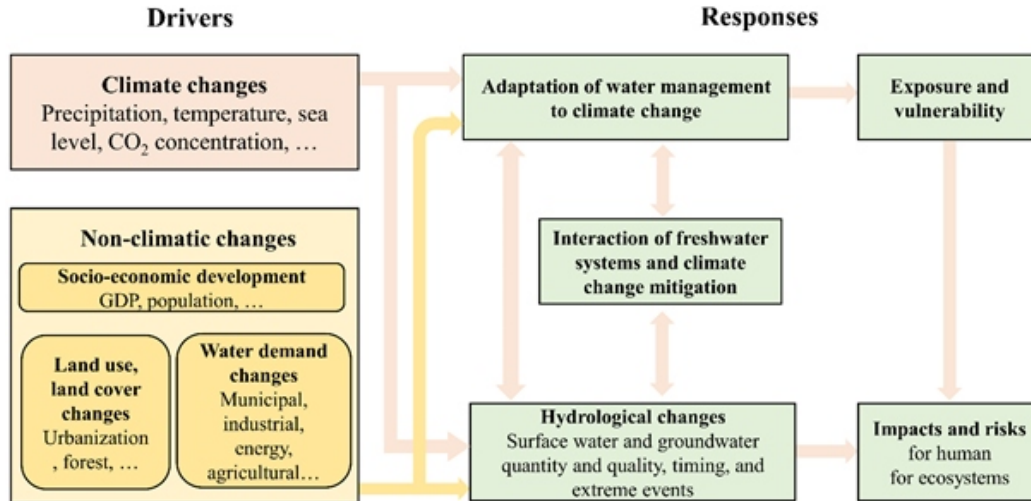 Drivers
Responses
Climate changes
Precipitation, temperature, sea
level, CO₂ concentration, …
Adaptation of water management
to climate change
Exposure and
vulnerability
Non-climatic changes
Socio-economic development
GDP, population, …
Land use,
land cover
changes
Urbanization
, forest, …
Water demand
changes
Municipal,
industrial,
energy,
agricultural…
Interaction of freshwater
systems and climate
change mitigation
Hydrological changes
Surface water and groundwater
quantity and quality, timing, and
extreme events
Impacts and risks
for human
for ecosystems